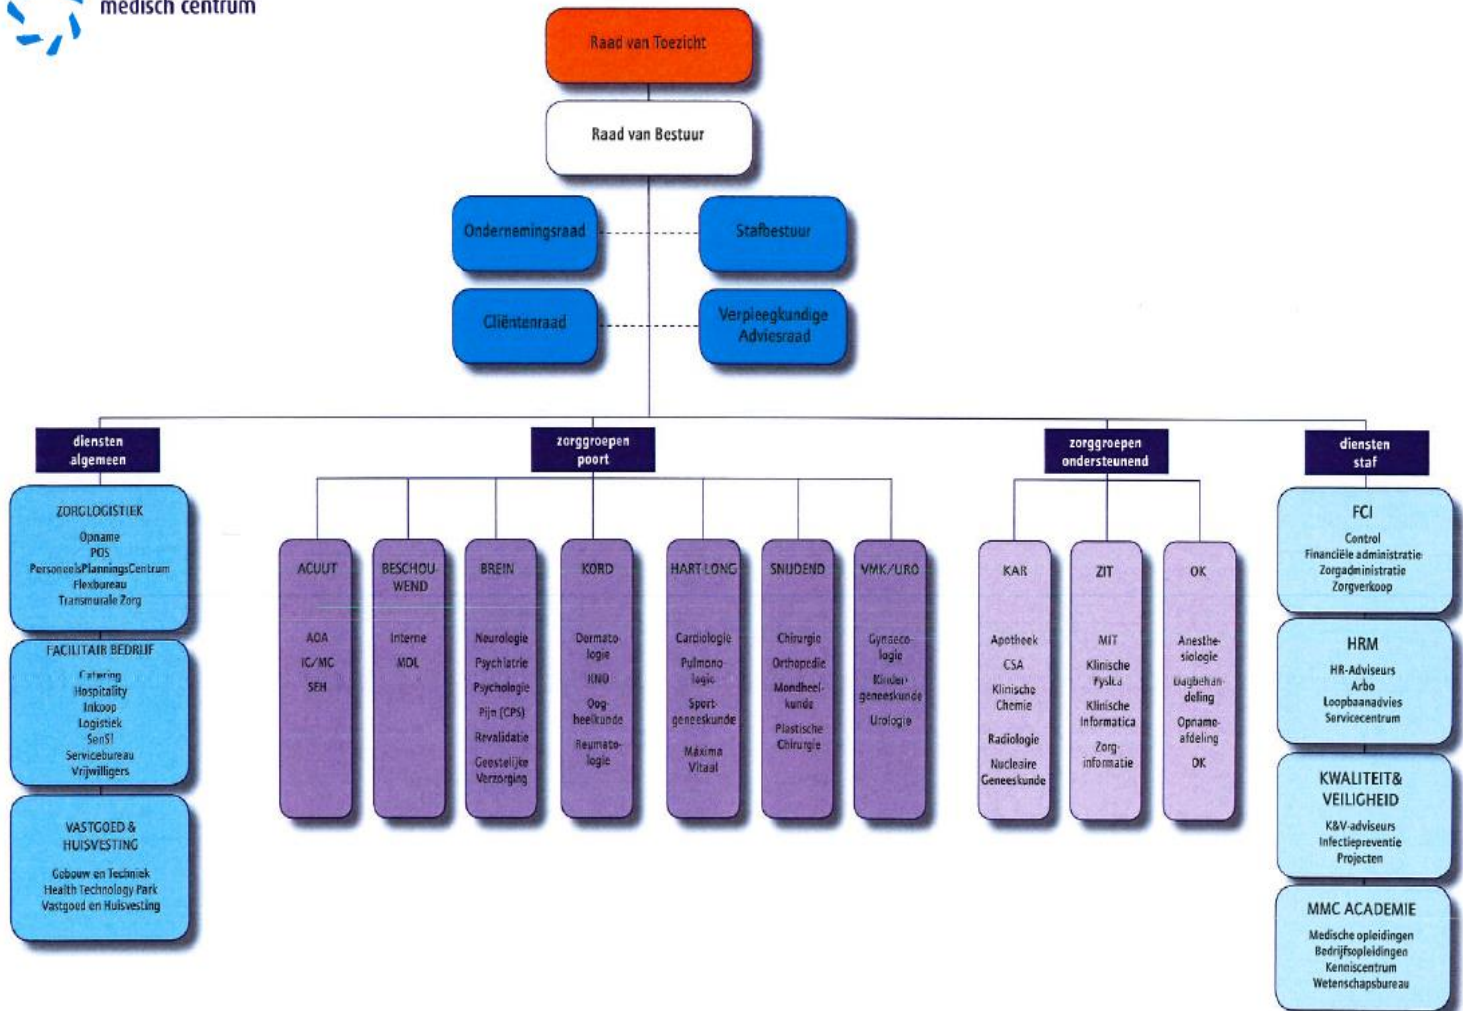 medisch centrum
Raad van Toezicht
Raad van Bestuur
Ondernemingsraad
Stafbestuur
Cliëntenraad
Verpleegkundige
Adviesraad
diensten
algemeen
ZORGLOGISTIEK
Opname
POS
PersoneelsPlanningsCentrum
Flexbureau
Transmurale Zorg
FACILITAIR BEDRIJF
Catering
Hospitality
Inkoop
Logistiek
SenS!
Servicebureau
Vrijwilligers
VASTGOED &
HUISVESTING
Gebouw en Techniek
Health Technology Park
Vastgoed en Huisvesting
zorggroepen
poort
ACUUT
AOA
IC/MC
SEH
BESCHOU-
WEND
Interne
MDL
BREIN
Neurologie
Psychiatrie
Psychologie
Pijn (CPS)
Revalidatie
Geestelijke
Verzorging
KORD
Dermato-
logie
KNO
Oog-
heelkunde
Reumato-
logie
HART-LONG
Cardiologie
Pulmono-
logie
Sport-
geneeskunde
Máxima
Vitaal
SNIJDEND
Chirurgie
Orthopedie
Mondheel-
kunde
Plastische
Chirurgie
VMK/URO
Gynaeco-
logie
Kinder-
geneeskunde
Urologie
zorggroepen
ondersteunend
KAR
Apotheek
CSA
Klinische
Chemie
Radiologie
Nucleaire
Geneeskunde
ZIT
MIT
Klinische
Fysica
Klinische
Informatica
Zorg-
informatie
OK
Anesthe-
siologie
Dagbehan-
deling
Opname-
afdeling
OK
diensten
staf
FCI
Control
Financiële administratie
Zorgadministratie
Zorgverkoop
HRM
HR-Adviseurs
Arbo
Loopbaanadvies
Servicecentrum
KWALITEIT&
VEILIGHEID
K&V-adviseurs
Infectiepreventie
Projecten
MMC ACADEMIE
Medische opleidingen
Bedrijfsopleidingen
Kenniscentrum
Wetenschapsbureau